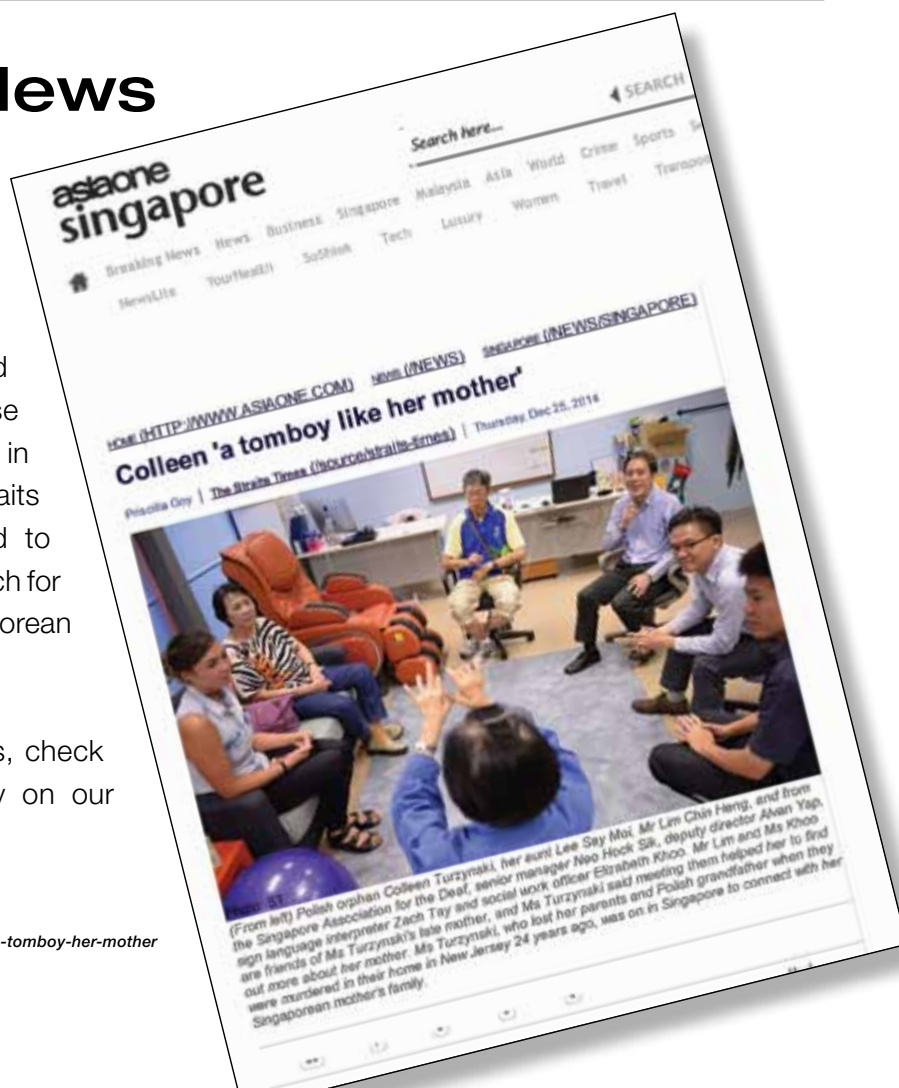 News
asiaone
singapore
Search here...
SEARCH
Breaking News News Business Singapore Malaysia Asia World Crime Sports
NewsLite YourHealth SoShiok Tech Luxury Women Travel
HOME (HTTP://WWW.ASIAONE.COM) NEWS (/NEWS) SINGAPORE (/NEWS/SINGAPORE)
Colleen 'a tomboy like her mother'
Priscilla Goy | The Straits Times (/source/straits-times) | Thursday, Dec 25, 2014
d
se
in
aits
d to
ch for
orean
s, check
y on our
-tomboy-her-mother
Photo: ST
(From left) Polish orphan Colleen Turzynski, her aunt Lee Say Moi, Mr Lim Chin Heng, and from
the Singapore Association for the Deaf, senior manager Neo Hock Sik, deputy director Alvan Yap,
sign language interpreter Zach Tay and social work officer Elizabeth Khoo. Mr Lim and Ms Khoo
are friends of Ms Turzynski's late mother, and Ms Turzynski said meeting them helped her to find
out more about her mother. Ms Turzynski, who lost her parents and Polish grandfather when they
were murdered in their home in New Jersey 24 years ago, was on in Singapore to connect with her
Singaporean mother's family.